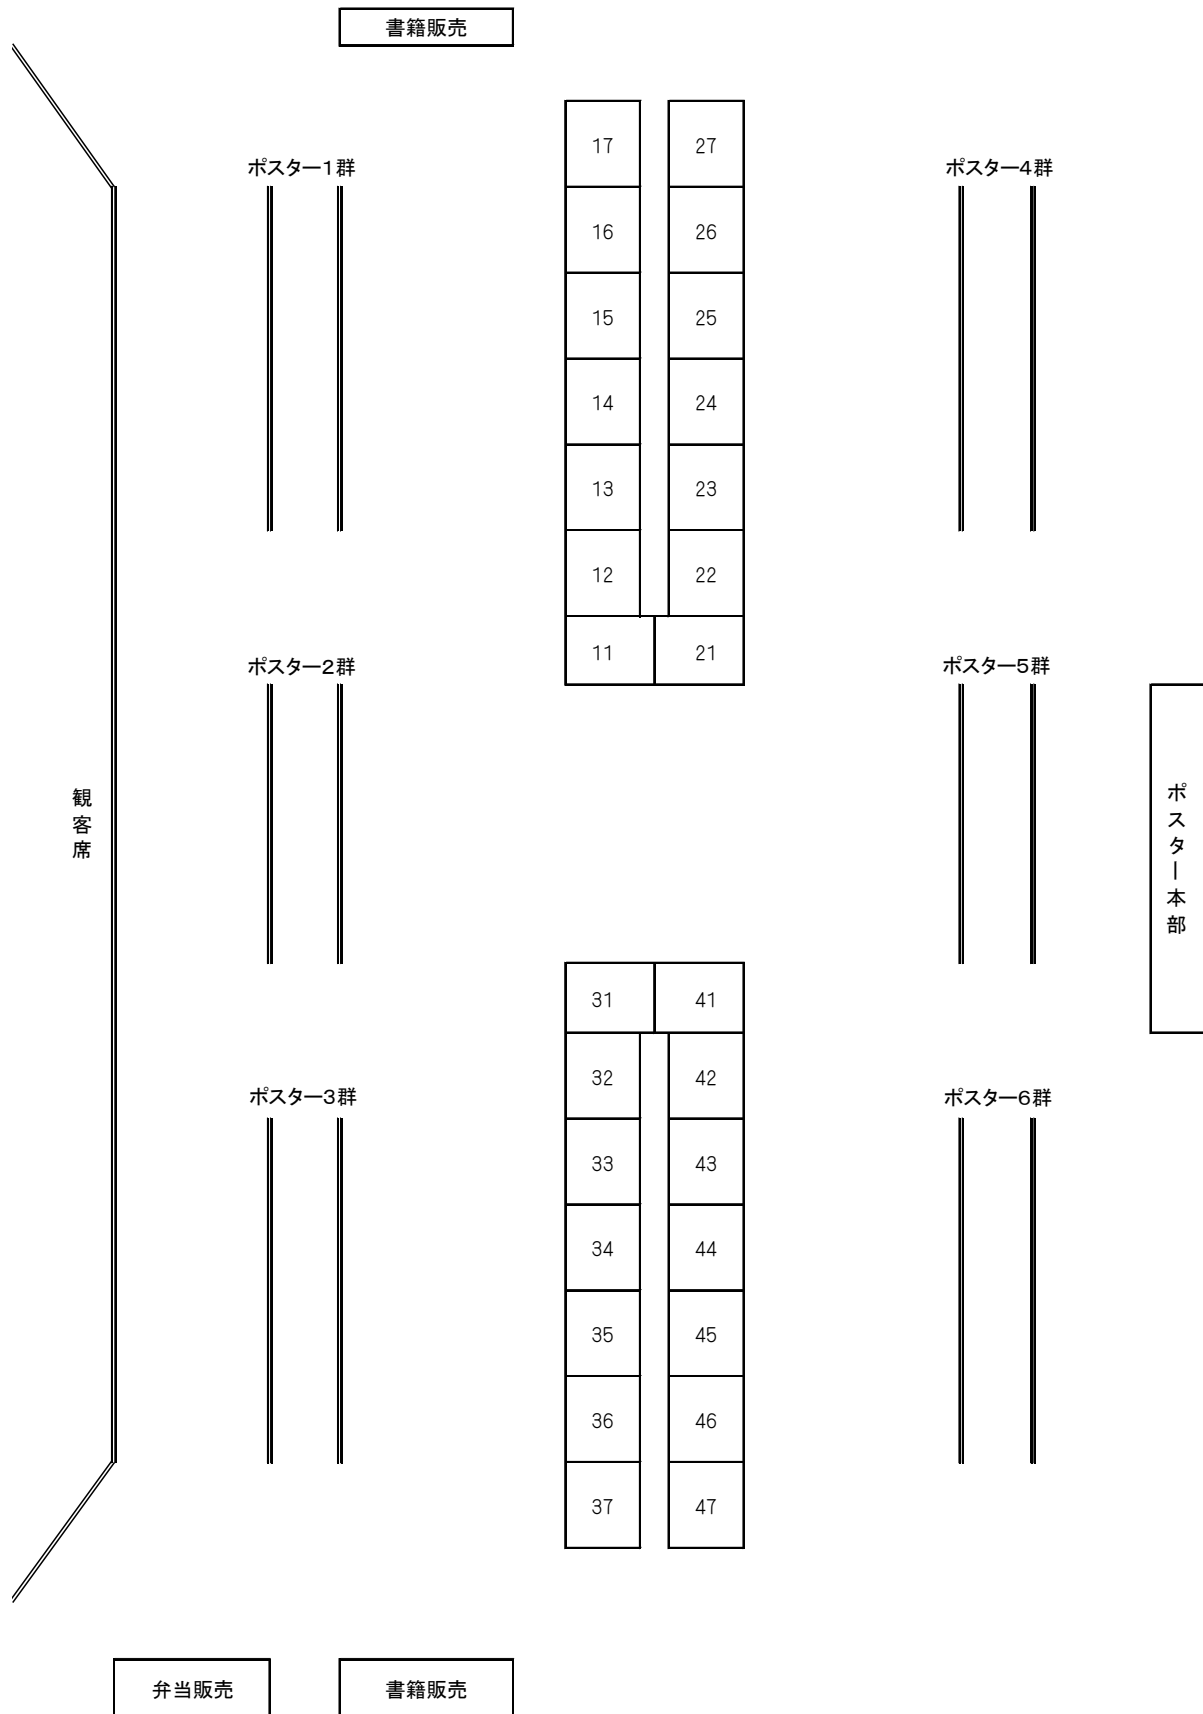 書籍販売
17 27
ポスター1群
ポスター4群
16 26
15 25
14 24
13 23
12 22
11 21
ポスター2群
ポスター5群
観客席
ポスター本部
31 41
32 42
ポスター3群
ポスター6群
33 43
34 44
35 45
36 46
37 47
弁当販売
書籍販売